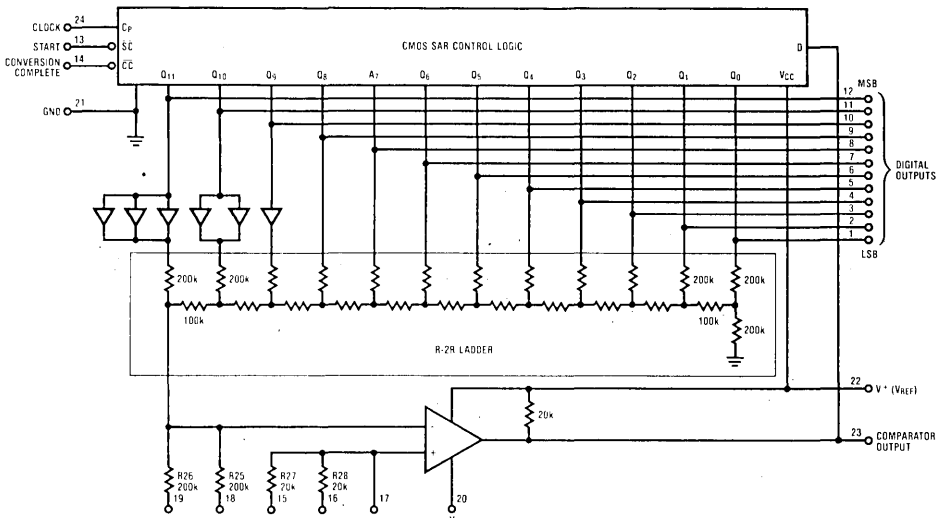 CLOCK 24 CP
START 13 SC
CONVERSION COMPLETE 14 CC
CMOS SAR CONTROL LOGIC
D
Q11 Q10 Q9 Q8 A7 Q6 Q5 Q4 Q3 Q2 Q1 Q0 VCC
GND 21
12 MSB
11
10
9
8
7
6
5
4
3
2
1
LSB
DIGITAL
OUTPUTS
200k 200k 200k 200k
100k 100k
200k
R-2R LADDER
22 V+ (VREF)
20k
23 COMPARATOR
OUTPUT
-
+
R26 R25 R27 R28
200k 200k 20k 20k
19 18 15 16 17 20